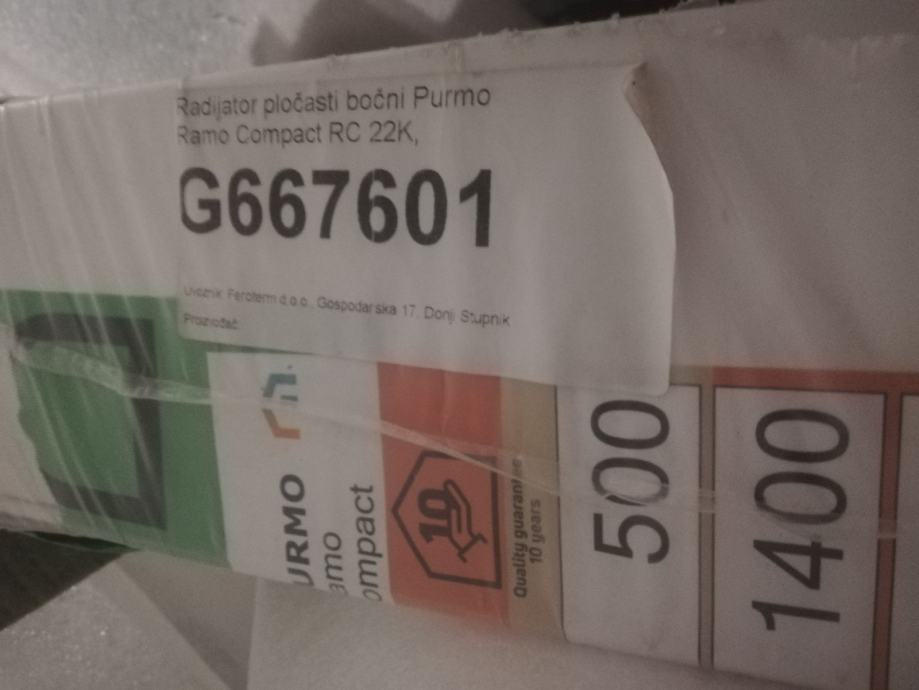 Radijator pločasti bočni Purmo
Ramo Compact RC 22K,
G667601
Uvoznik: Feroterm d.o.o., Gospodarska 17, Donji Stupnik
Proizvođač:
URMO
amo
ompact
10
Quality guarantee
10 years
500
1400